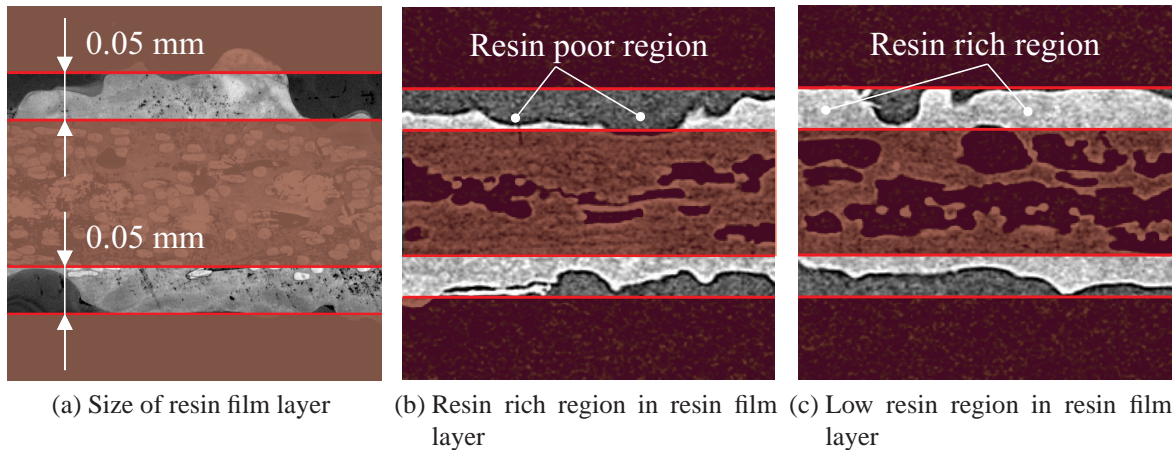 0.05 mm
0.05 mm
Resin poor region
Resin rich region
(a) Size of resin film layer
(b) Resin rich region in resin film
layer
(c) Low resin region in resin film
layer